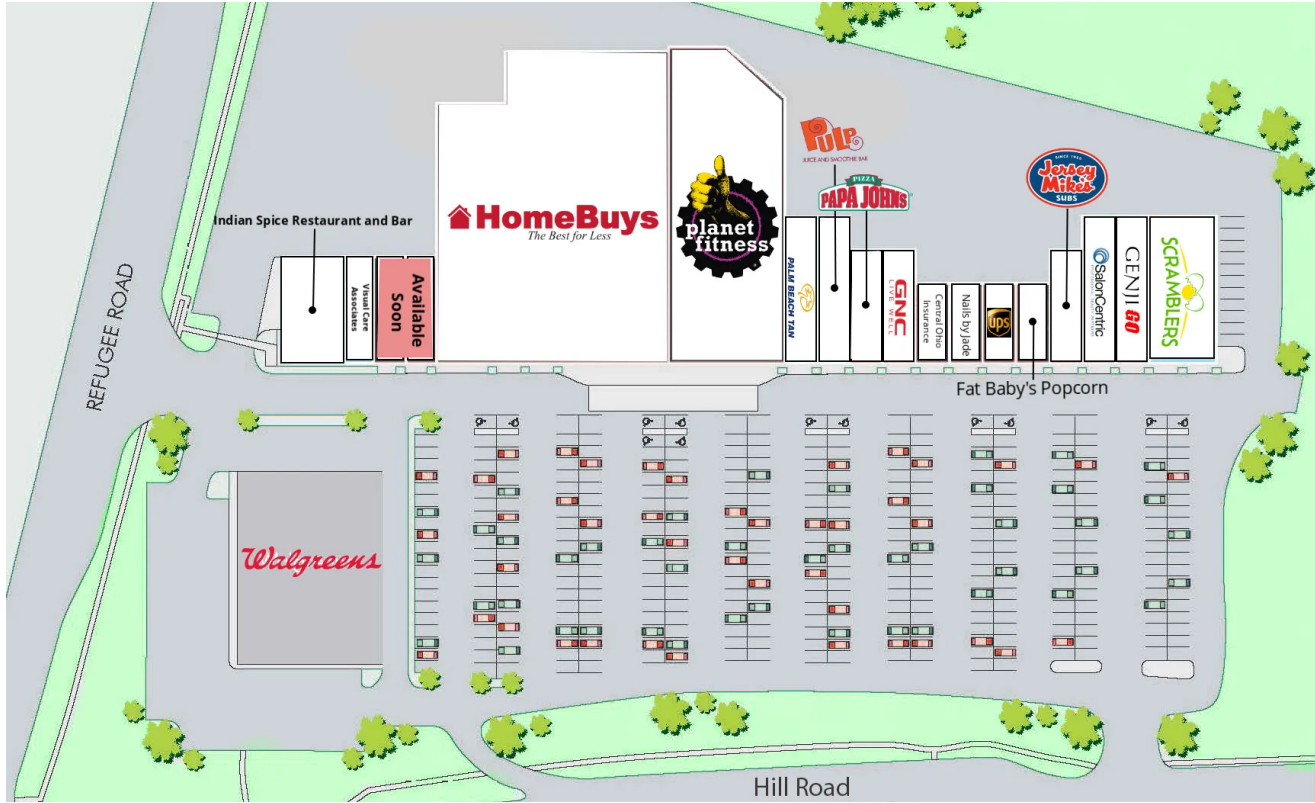 PULP
JUICE AND SMOOTHIE BAR
PIZZA
PAPA JOHNS
SINCE 1956
Jersey
Mike's
SUBS
Indian Spice Restaurant and Bar
HomeBuys
The Best for Less
planet
fitness
REFUGEE ROAD
Visual Care
Associates
Available
Soon
PALM BEACH TAN
GNC
LIVE WELL
Central Ohio
Insurance
Nails by Jade
ups
SalonCentric
GENJI GO
SCRAMBLERS
Fat Baby's Popcorn
Walgreens
Hill Road